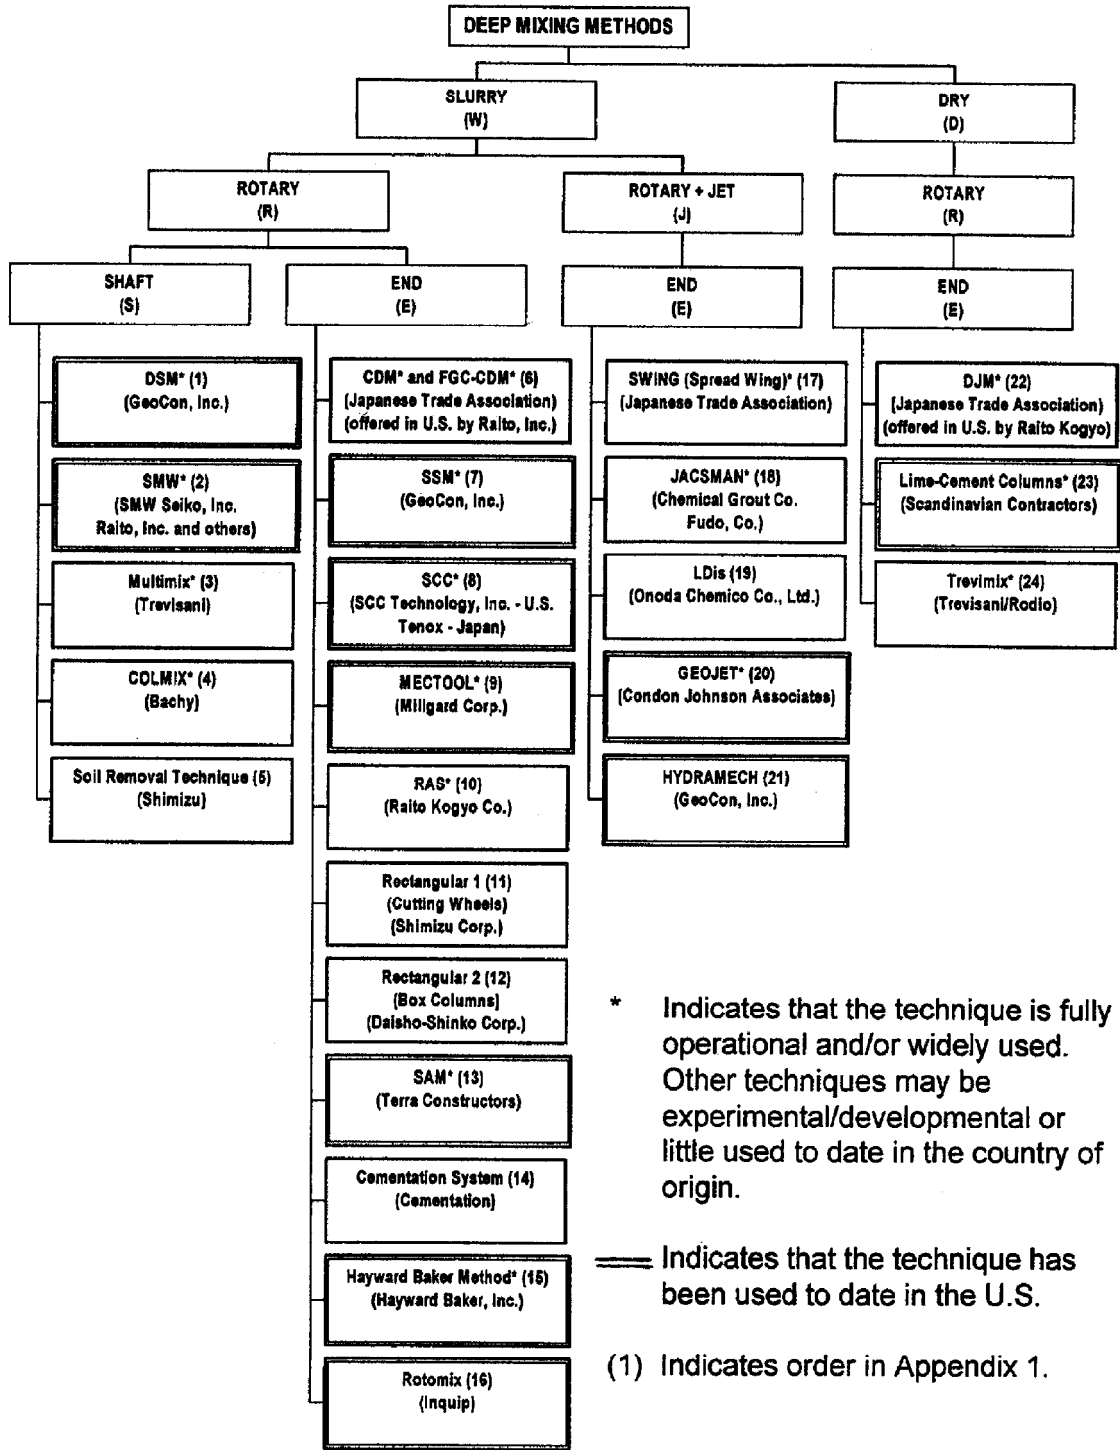 DEEP MIXING METHODS
SLURRY
(W)
DRY
(D)
ROTARY
(R)
ROTARY + JET
(J)
ROTARY
(R)
SHAFT
(S)
END
(E)
END
(E)
END
(E)
DSM* (1)
(GeoCon, Inc.)
SMW* (2)
(SMW Seiko, Inc.
Raito, Inc. and others)
Multimix* (3)
(Trevisani)
COLMIX* (4)
(Bachy)
Soil Removal Technique (5)
(Shimizu)
CDM* and FGC-CDM* (6)
(Japanese Trade Association)
(offered in U.S. by Raito, Inc.)
SSM* (7)
(GeoCon, Inc.)
SCC* (8)
(SCC Technology, Inc. - U.S.
Tenox - Japan)
MECTOOL* (9)
(Millgard Corp.)
RAS* (10)
(Raito Kogyo Co.)
Rectangular 1 (11)
(Cutting Wheels)
(Shimizu Corp.)
Rectangular 2 (12)
(Box Columns]
(Daisho-Shinko Corp.)
SAM* (13)
(Terra Constructors)
Cementation System (14)
(Cementation)
Hayward Baker Method* (15)
(Hayward Baker, Inc.)
Rotomix (16)
(Inquip)
SWING (Spread Wing)* (17)
(Japanese Trade Association)
JACSMAN* (18)
(Chemical Grout Co.
Fudo, Co.)
LDis (19)
(Onoda Chemico Co., Ltd.)
GEOJET* (20)
(Condon Johnson Associates)
HYDRAMECH (21)
(GeoCon, Inc.)
DJM* (22)
(Japanese Trade Association)
(offered in U.S. by Raito Kogyo)
Lime-Cement Columns* (23)
(Scandinavian Contractors)
Trevimix* (24)
(Trevisani/Rodio)
* Indicates that the technique is fully
operational and/or widely used.
Other techniques may be
experimental/developmental or
little used to date in the country of
origin.
Indicates that the technique has
been used to date in the U.S.
(1) Indicates order in Appendix 1.